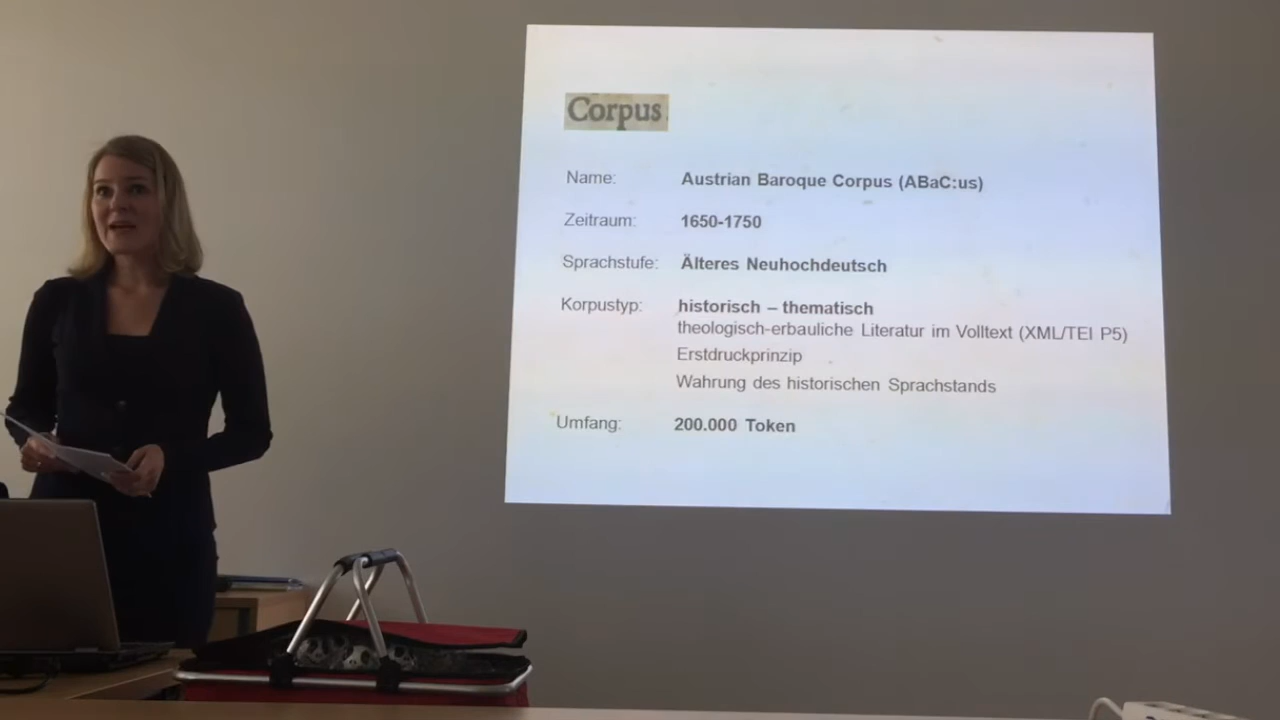 Corpus
Name: Austrian Baroque Corpus (ABaC:us)
Zeitraum: 1650-1750
Sprachstufe: Älteres Neuhochdeutsch
Korpustyp: historisch – thematisch
theologisch-erbauliche Literatur im Volltext (XML/TEI P5)
Erstdruckprinzip
Wahrung des historischen Sprachstands
Umfang: 200.000 Token